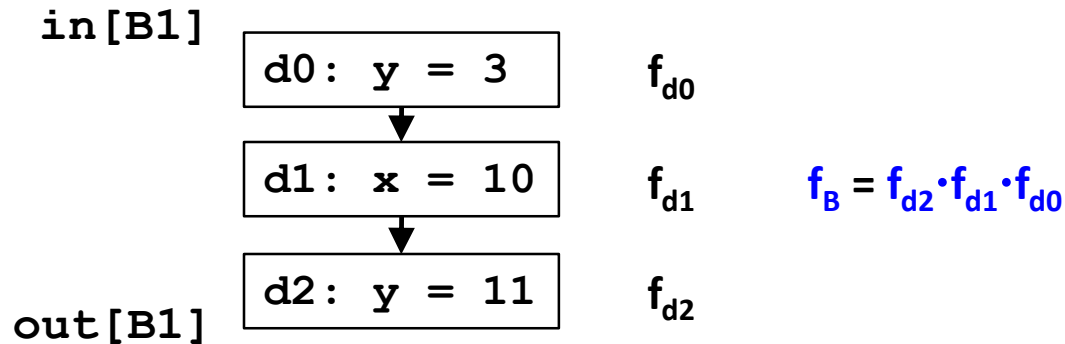 in[B1]
d0: y = 3 f_d0
d1: x = 10 f_d1 f_B = f_d2·f_d1·f_d0
d2: y = 11 f_d2
out[B1]